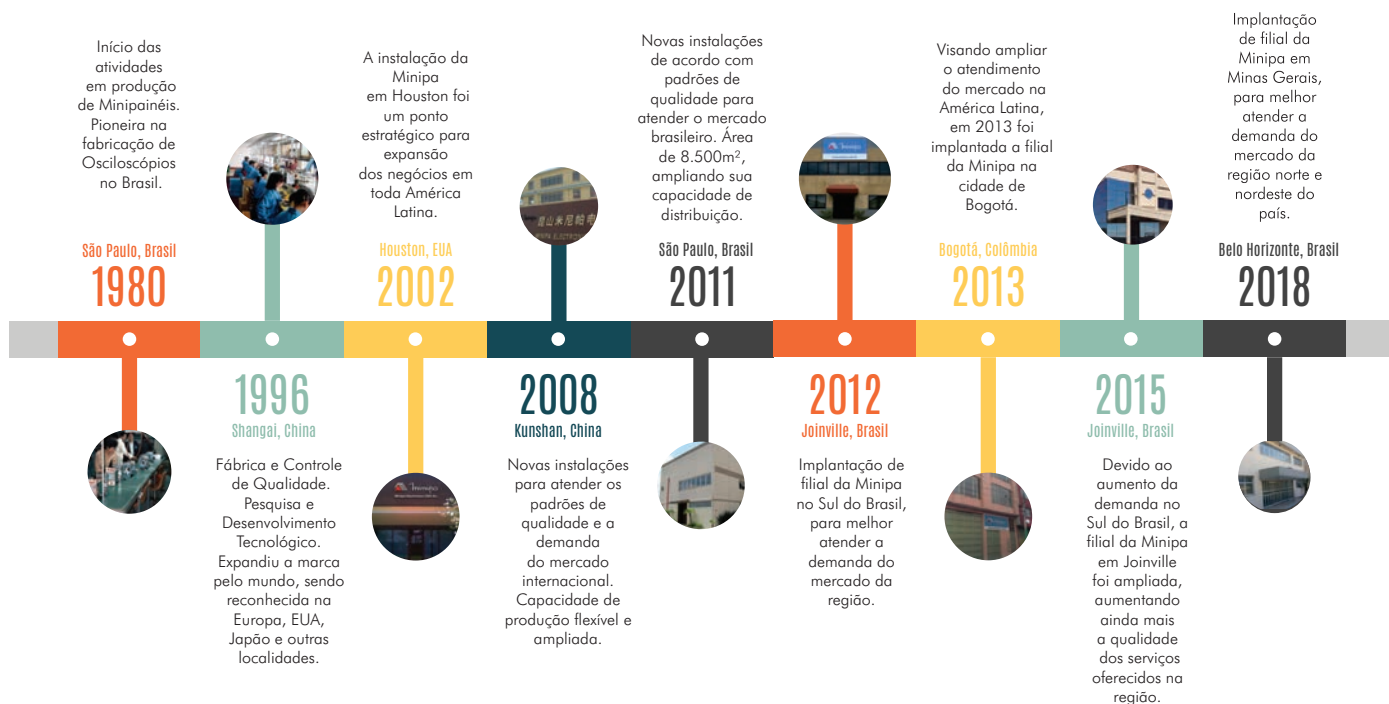 Início das
atividades
em produção
de Minipainéis.
Pioneira na
fabricação de
Osciloscópios
no Brasil.
São Paulo, Brasil
1980
1996
Shangai, China
Fábrica e Controle
de Qualidade.
Pesquisa e
Desenvolvimento
Tecnológico.
Expandiu a marca
pelo mundo, sendo
reconhecida na
Europa, EUA,
Japão e outras
localidades.
A instalação da
Minipa
em Houston foi
um ponto
estratégico para
expansão
dos negócios em
toda América
Latina.
Houston, EUA
2002
Minipa
2008
Kunshan, China
Novas instalações
para atender os
padrões de
qualidade e a
demanda
do mercado
internacional.
Capacidade de
produção flexível e
ampliada.
Novas instalações
de acordo com
padrões de
qualidade para
atender o mercado
brasileiro. Área
de 8.500m²,
ampliando sua
capacidade de
distribuição.
São Paulo, Brasil
2011
2012
Joinville, Brasil
Implantação de
filial da Minipa
no Sul do Brasil,
para melhor
atender a
demanda do
mercado da
região.
Visando ampliar
o atendimento
do mercado na
América Latina,
em 2013 foi
implantada a filial
da Minipa na
cidade de
Bogotá.
Bogotá, Colômbia
2013
2015
Joinville, Brasil
Devido ao
aumento da
demanda no
Sul do Brasil, a
filial da Minipa
em Joinville
foi ampliada,
aumentando
ainda mais
a qualidade
dos serviços
oferecidos na
região.
Implantação
de filial da
Minipa em
Minas Gerais,
para melhor
atender a
demanda do
mercado da
região norte e
nordeste do
país.
Belo Horizonte, Brasil
2018